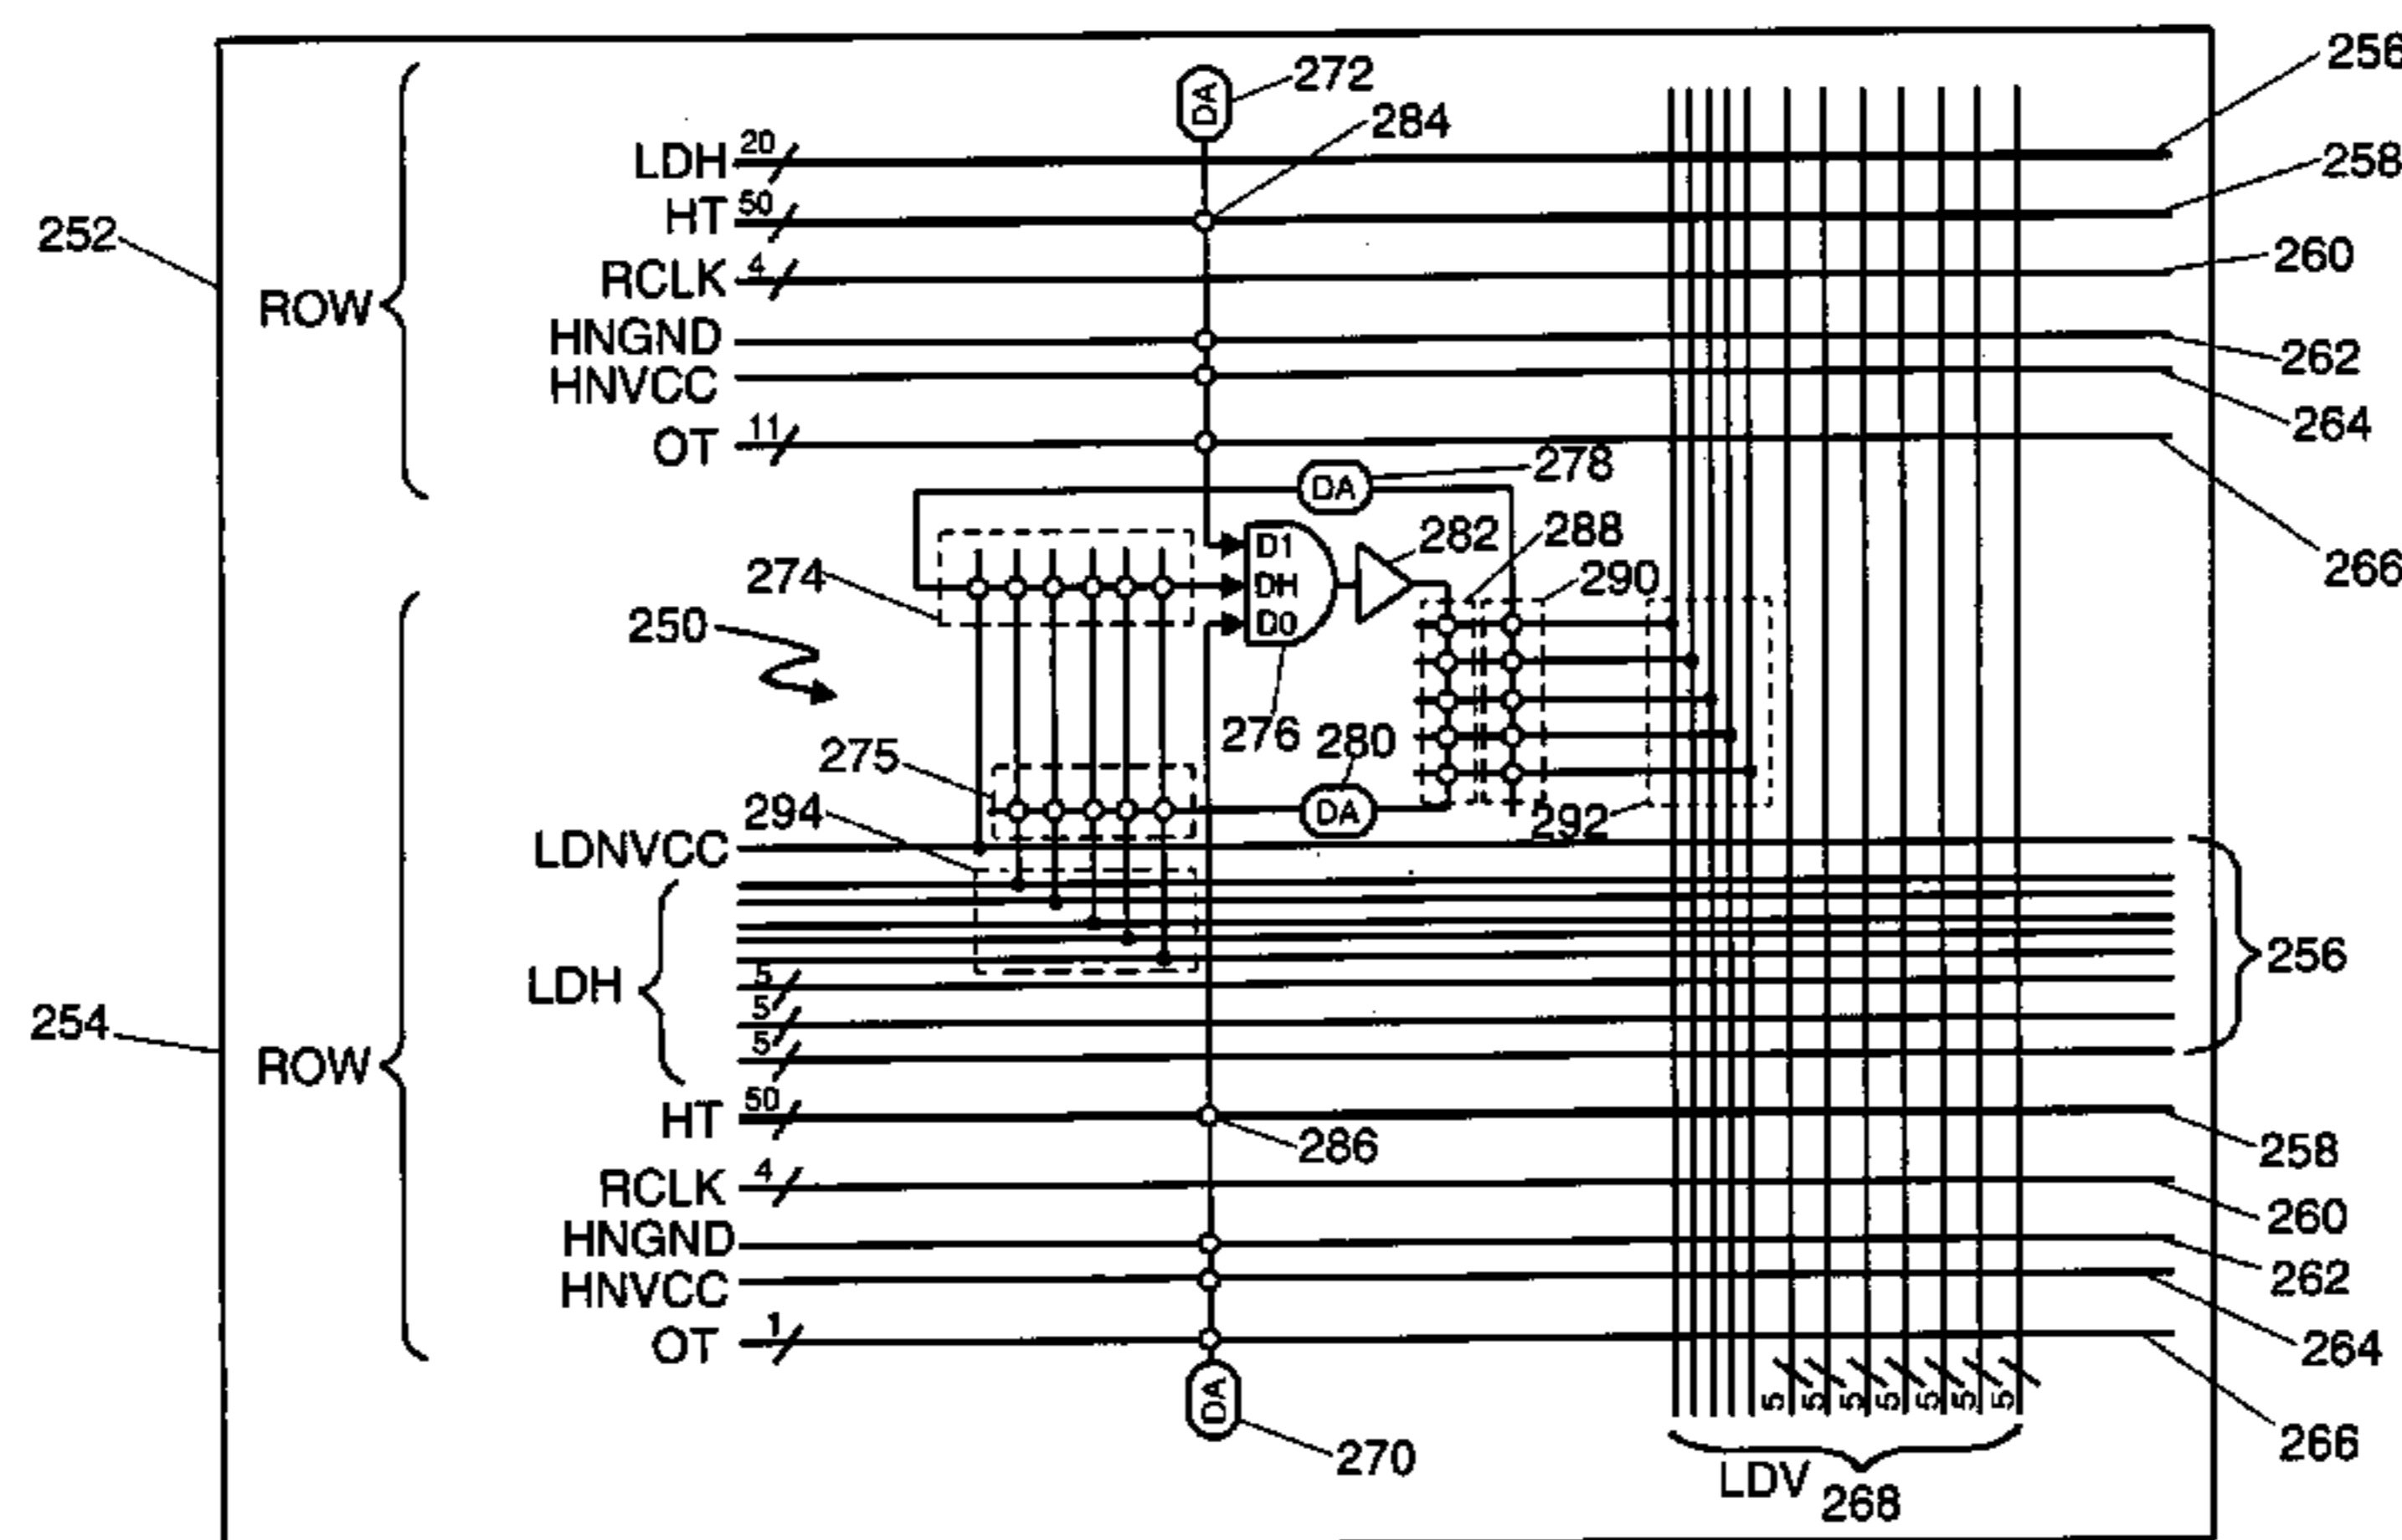 256
DA
272
284
LDH 20
258
HT 50
252
RCLK 4
260
ROW
HNGND
262
HNVCC
264
OT 11
DA
278
266
D1
282
288
274
DH
290
250
D0
276
280
275
DA
294
292
LDNVCC
256
LDH
5
5
5
254
ROW
HT 50
286
258
RCLK 4
260
HNGND
262
HNVCC
264
OT 1
5 5 5 5 5 5 5
DA
266
270
LDV 268